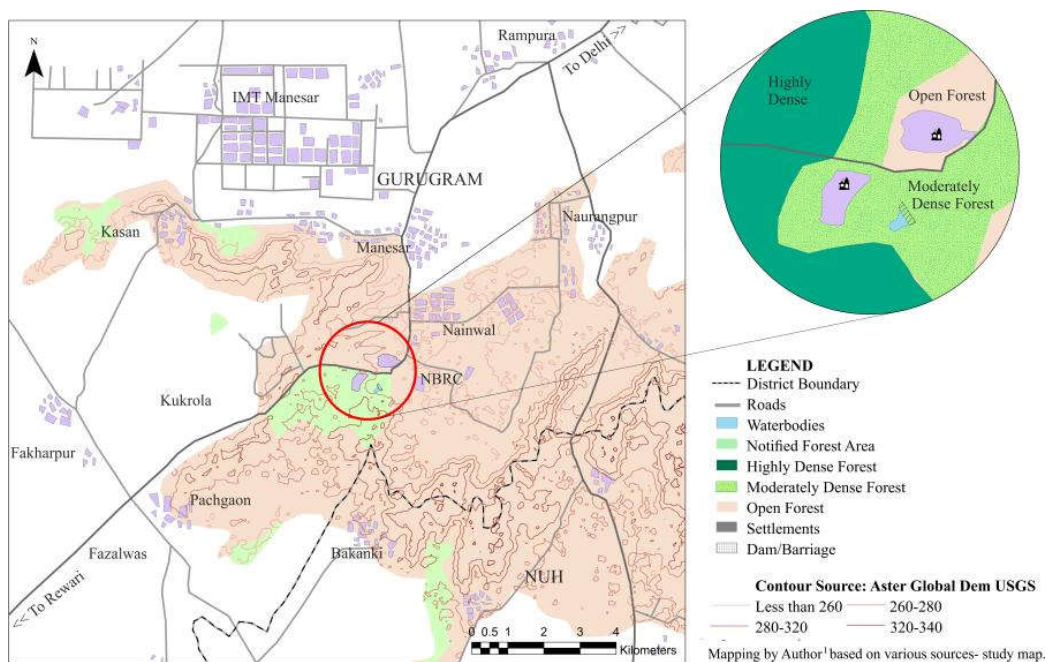 N
Rampura
To Delhi >>
IMT Manesar
GURUGRAM
Kasan
Manesar
Naurangpur
Nainwal
NBRC
Kukrola
Fakharpur
Pachgaon
Fazalwas
Bakanki
NUH
<< To Rewari
0 0.5 1 2 3 4
Kilometers
Highly
Dense
Open Forest
Moderately
Dense Forest
LEGEND
District Boundary
Roads
Waterbodies
Notified Forest Area
Highly Dense Forest
Moderately Dense Forest
Open Forest
Settlements
Dam/Barriage
Contour Source: Aster Global Dem USGS
Less than 260 260-280
280-320 320-340
Mapping by Author¹ based on various sources- study map.